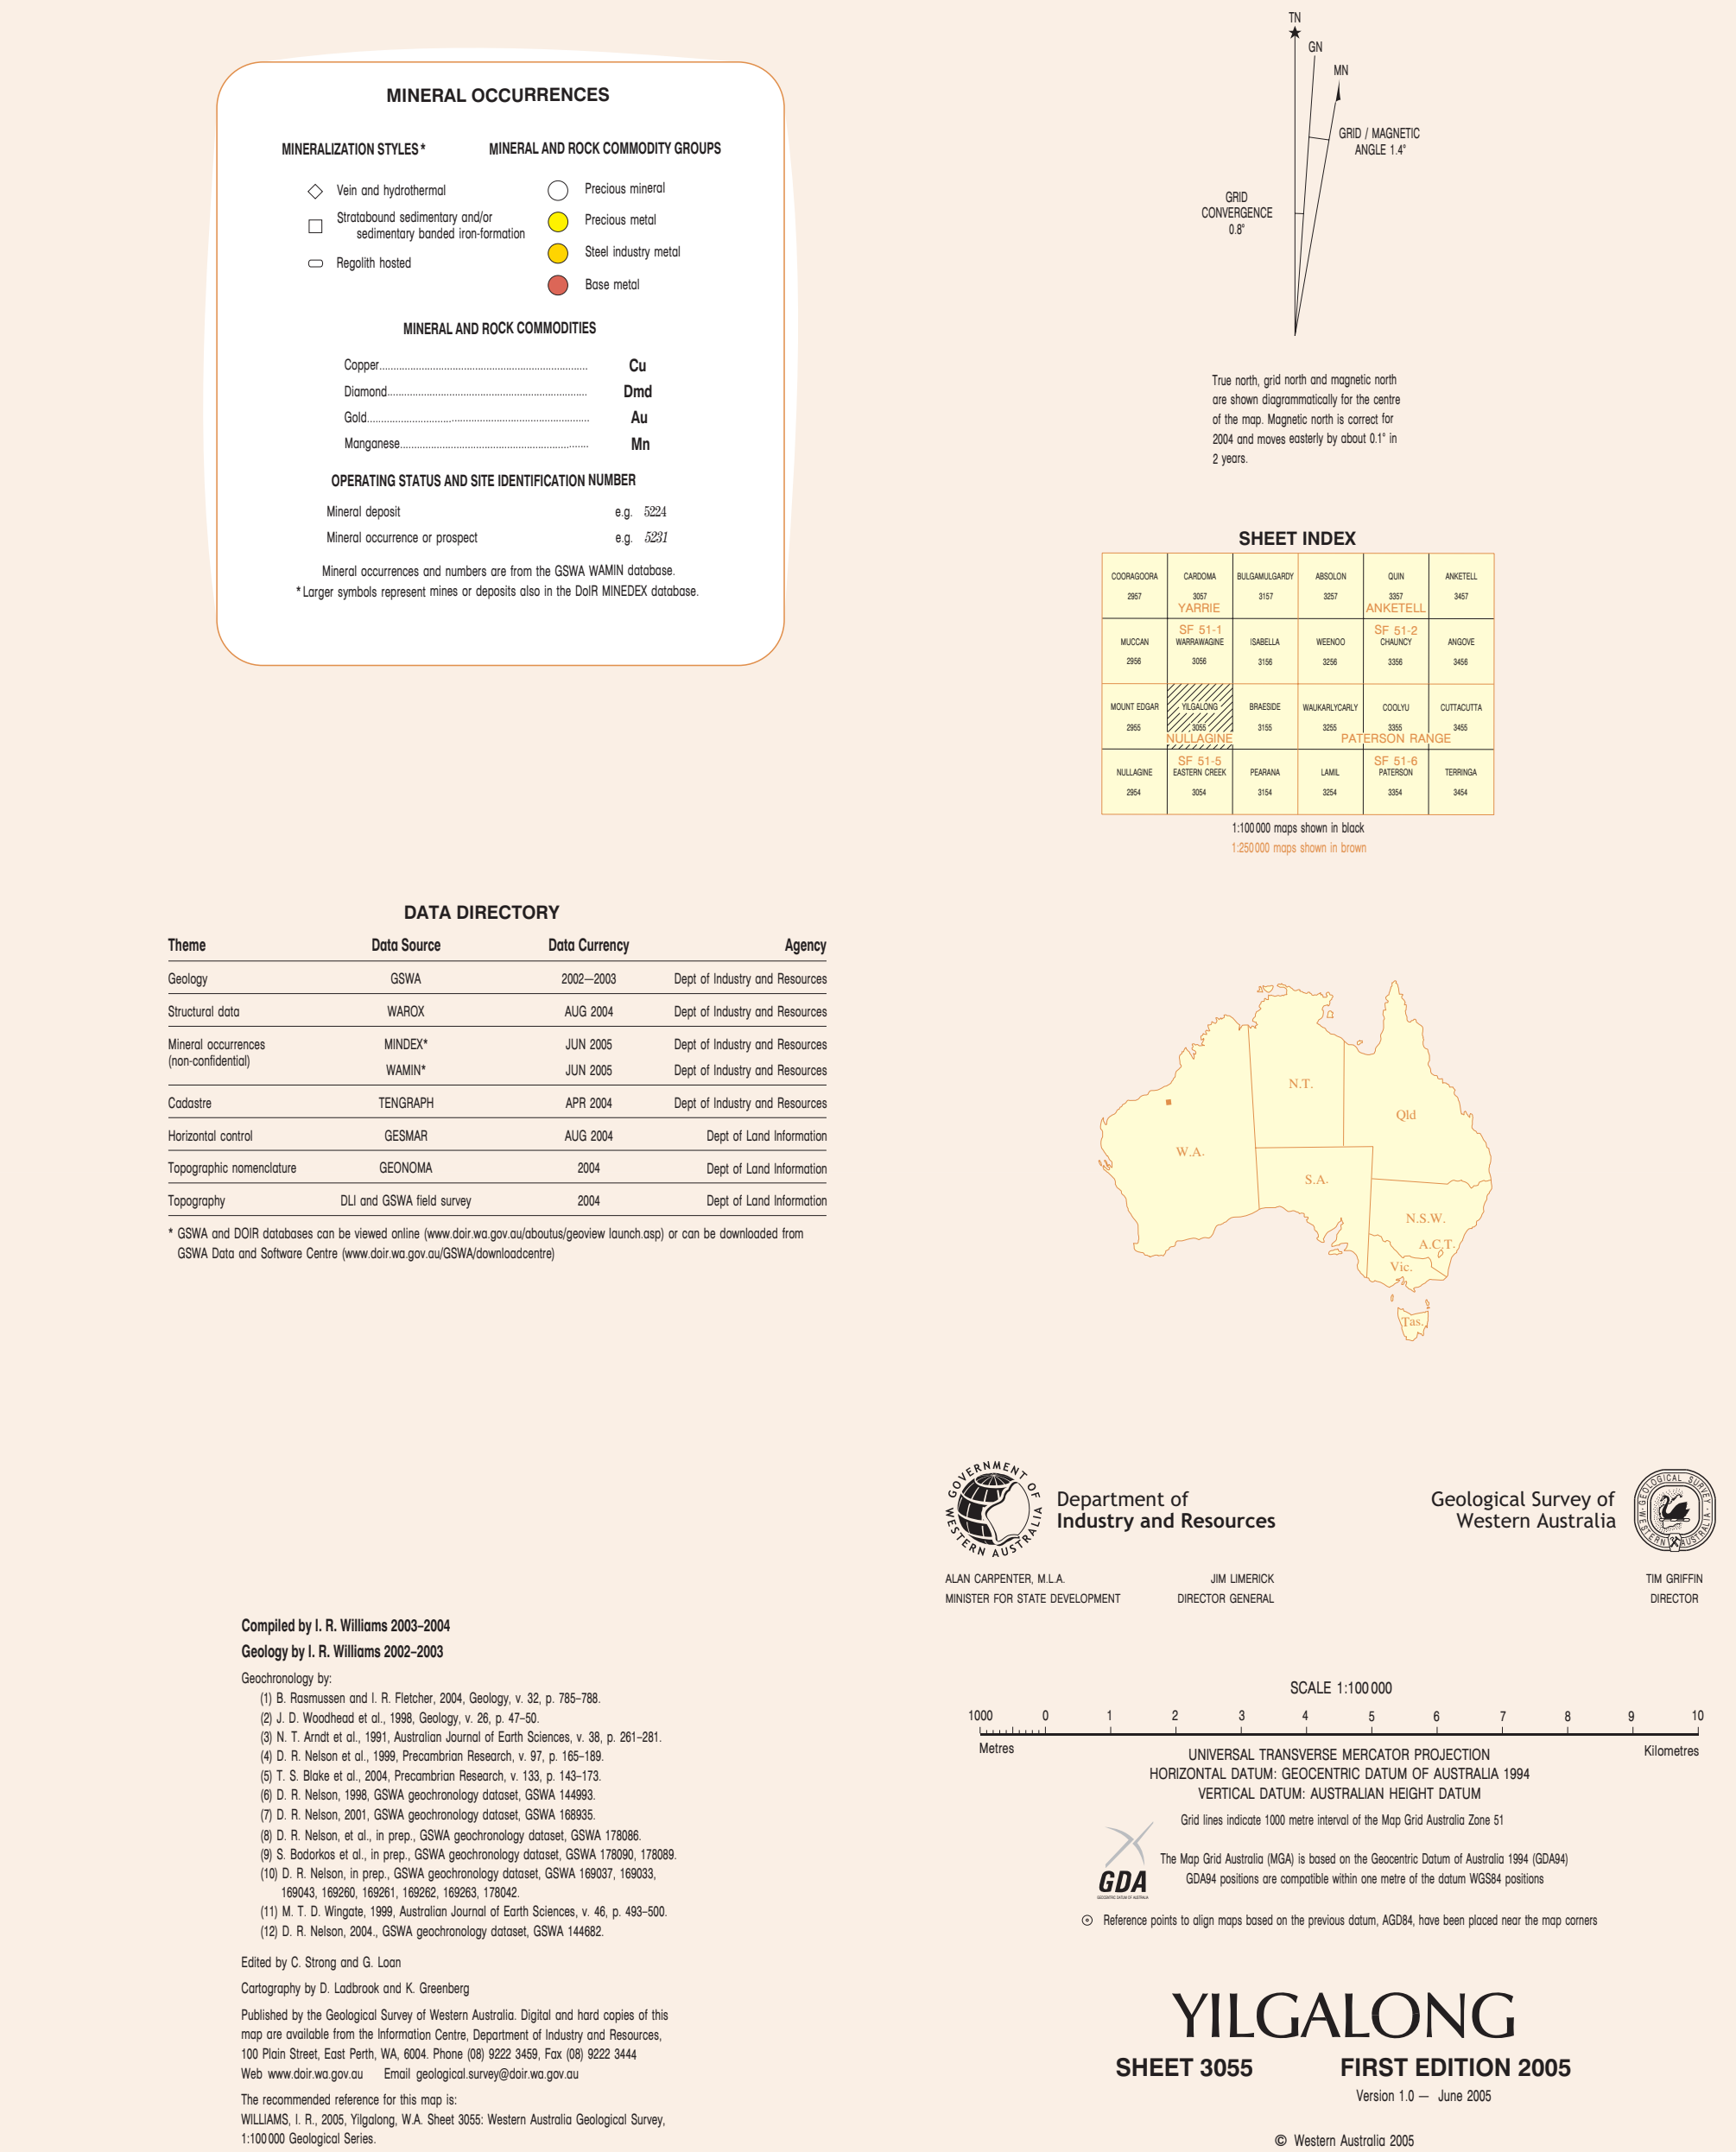 MINERAL OCCURRENCES
MINERALIZATION STYLES *
Vein and hydrothermal
Stratabound sedimentary and/or
sedimentary banded iron-formation
Regolith hosted
MINERAL AND ROCK COMMODITY GROUPS
Precious mineral
Precious metal
Steel industry metal
Base metal
MINERAL AND ROCK COMMODITIES
Copper Cu
Diamond Dmd
Gold Au
Manganese Mn
OPERATING STATUS AND SITE IDENTIFICATION NUMBER
Mineral deposit e.g. 5224
Mineral occurrence or prospect e.g. 5231
Mineral occurrences and numbers are from the GSWA WAMIN database.
* Larger symbols represent mines or deposits also in the DoIR MINEDEX database.
TN
GN
MN
GRID / MAGNETIC
ANGLE 1.4°
GRID
CONVERGENCE
0.8°
True north, grid north and magnetic north
are shown diagrammatically for the centre
of the map. Magnetic north is correct for
2004 and moves easterly by about 0.1° in
2 years.
SHEET INDEX
COORAGOORA CARDOMA BULGAMULGARDY ABSOLON QUIN ANKETELL
2957 3057 3157 3257 3357 3457
YARRIE ANKETELL
SF 51-1 SF 51-2
MUCCAN WARRAWAGINE ISABELLA WEENOO CHAUNCY ANGOVE
2956 3056 3156 3256 3356 3456
MOUNT EDGAR YILGALONG BRAESIDE WAUKARLYCARLY COOLYU CUTTACUTTA
2955 3055 3155 3255 3355 3455
NULLAGINE PATERSON RANGE
SF 51-5 SF 51-6
NULLAGINE EASTERN CREEK PEARANA LAMIL PATERSON TERRINGA
2954 3054 3154 3254 3354 3454
1:100 000 maps shown in black
1:250 000 maps shown in brown
DATA DIRECTORY
Theme Data Source Data Currency Agency
Geology GSWA 2002—2003 Dept of Industry and Resources
Structural data WAROX AUG 2004 Dept of Industry and Resources
Mineral occurrences MINDEX* JUN 2005 Dept of Industry and Resources
(non-confidential)
WAMIN* JUN 2005 Dept of Industry and Resources
Cadastre TENGRAPH APR 2004 Dept of Industry and Resources
Horizontal control GESMAR AUG 2004 Dept of Land Information
Topographic nomenclature GEONOMA 2004 Dept of Land Information
Topography DLI and GSWA field survey 2004 Dept of Land Information
* GSWA and DOIR databases can be viewed online (www.doir.wa.gov.au/aboutus/geoview launch.asp) or can be downloaded from
GSWA Data and Software Centre (www.doir.wa.gov.au/GSWA/downloadcentre)
N.T.
Qld
W.A.
S.A.
N.S.W.
A.C.T.
Vic.
Tas.
GOVERNMENT OF WESTERN AUSTRALIA
Department of
Industry and Resources
Geological Survey of
Western Australia
GEOLOGICAL SURVEY WESTERN AUSTRALIA
ALAN CARPENTER, M.L.A.
MINISTER FOR STATE DEVELOPMENT
JIM LIMERICK
DIRECTOR GENERAL
TIM GRIFFIN
DIRECTOR
Compiled by I. R. Williams 2003–2004
Geology by I. R. Williams 2002–2003
Geochronology by:
(1) B. Rasmussen and I. R. Fletcher, 2004, Geology, v. 32, p. 785–788.
(2) J. D. Woodhead et al., 1998, Geology, v. 26, p. 47–50.
(3) N. T. Arndt et al., 1991, Australian Journal of Earth Sciences, v. 38, p. 261–281.
(4) D. R. Nelson et al., 1999, Precambrian Research, v. 97, p. 165–189.
(5) T. S. Blake et al., 2004, Precambrian Research, v. 133, p. 143–173.
(6) D. R. Nelson, 1998, GSWA geochronology dataset, GSWA 144993.
(7) D. R. Nelson, 2001, GSWA geochronology dataset, GSWA 168935.
(8) D. R. Nelson, et al., in prep., GSWA geochronology dataset, GSWA 178086.
(9) S. Bodorkos et al., in prep., GSWA geochronology dataset, GSWA 178090, 178089.
(10) D. R. Nelson, in prep., GSWA geochronology dataset, GSWA 169037, 169033,
169043, 169260, 169261, 169262, 169263, 178042.
(11) M. T. D. Wingate, 1999, Australian Journal of Earth Sciences, v. 46, p. 493–500.
(12) D. R. Nelson, 2004., GSWA geochronology dataset, GSWA 144682.
Edited by C. Strong and G. Loan
Cartography by D. Ladbrook and K. Greenberg
Published by the Geological Survey of Western Australia. Digital and hard copies of this
map are available from the Information Centre, Department of Industry and Resources,
100 Plain Street, East Perth, WA, 6004. Phone (08) 9222 3459, Fax (08) 9222 3444
Web www.doir.wa.gov.au Email geological.survey@doir.wa.gov.au
The recommended reference for this map is:
WILLIAMS, I. R., 2005, Yilgalong, W.A. Sheet 3055: Western Australia Geological Survey,
1:100 000 Geological Series.
SCALE 1:100 000
1000 0 1 2 3 4 5 6 7 8 9 10
Metres Kilometres
UNIVERSAL TRANSVERSE MERCATOR PROJECTION
HORIZONTAL DATUM: GEOCENTRIC DATUM OF AUSTRALIA 1994
VERTICAL DATUM: AUSTRALIAN HEIGHT DATUM
Grid lines indicate 1000 metre interval of the Map Grid Australia Zone 51
GDA
GEOCENTRIC DATUM OF AUSTRALIA
The Map Grid Australia (MGA) is based on the Geocentric Datum of Australia 1994 (GDA94)
GDA94 positions are compatible within one metre of the datum WGS84 positions
Reference points to align maps based on the previous datum, AGD84, have been placed near the map corners
YILGALONG
SHEET 3055 FIRST EDITION 2005
Version 1.0 — June 2005
© Western Australia 2005